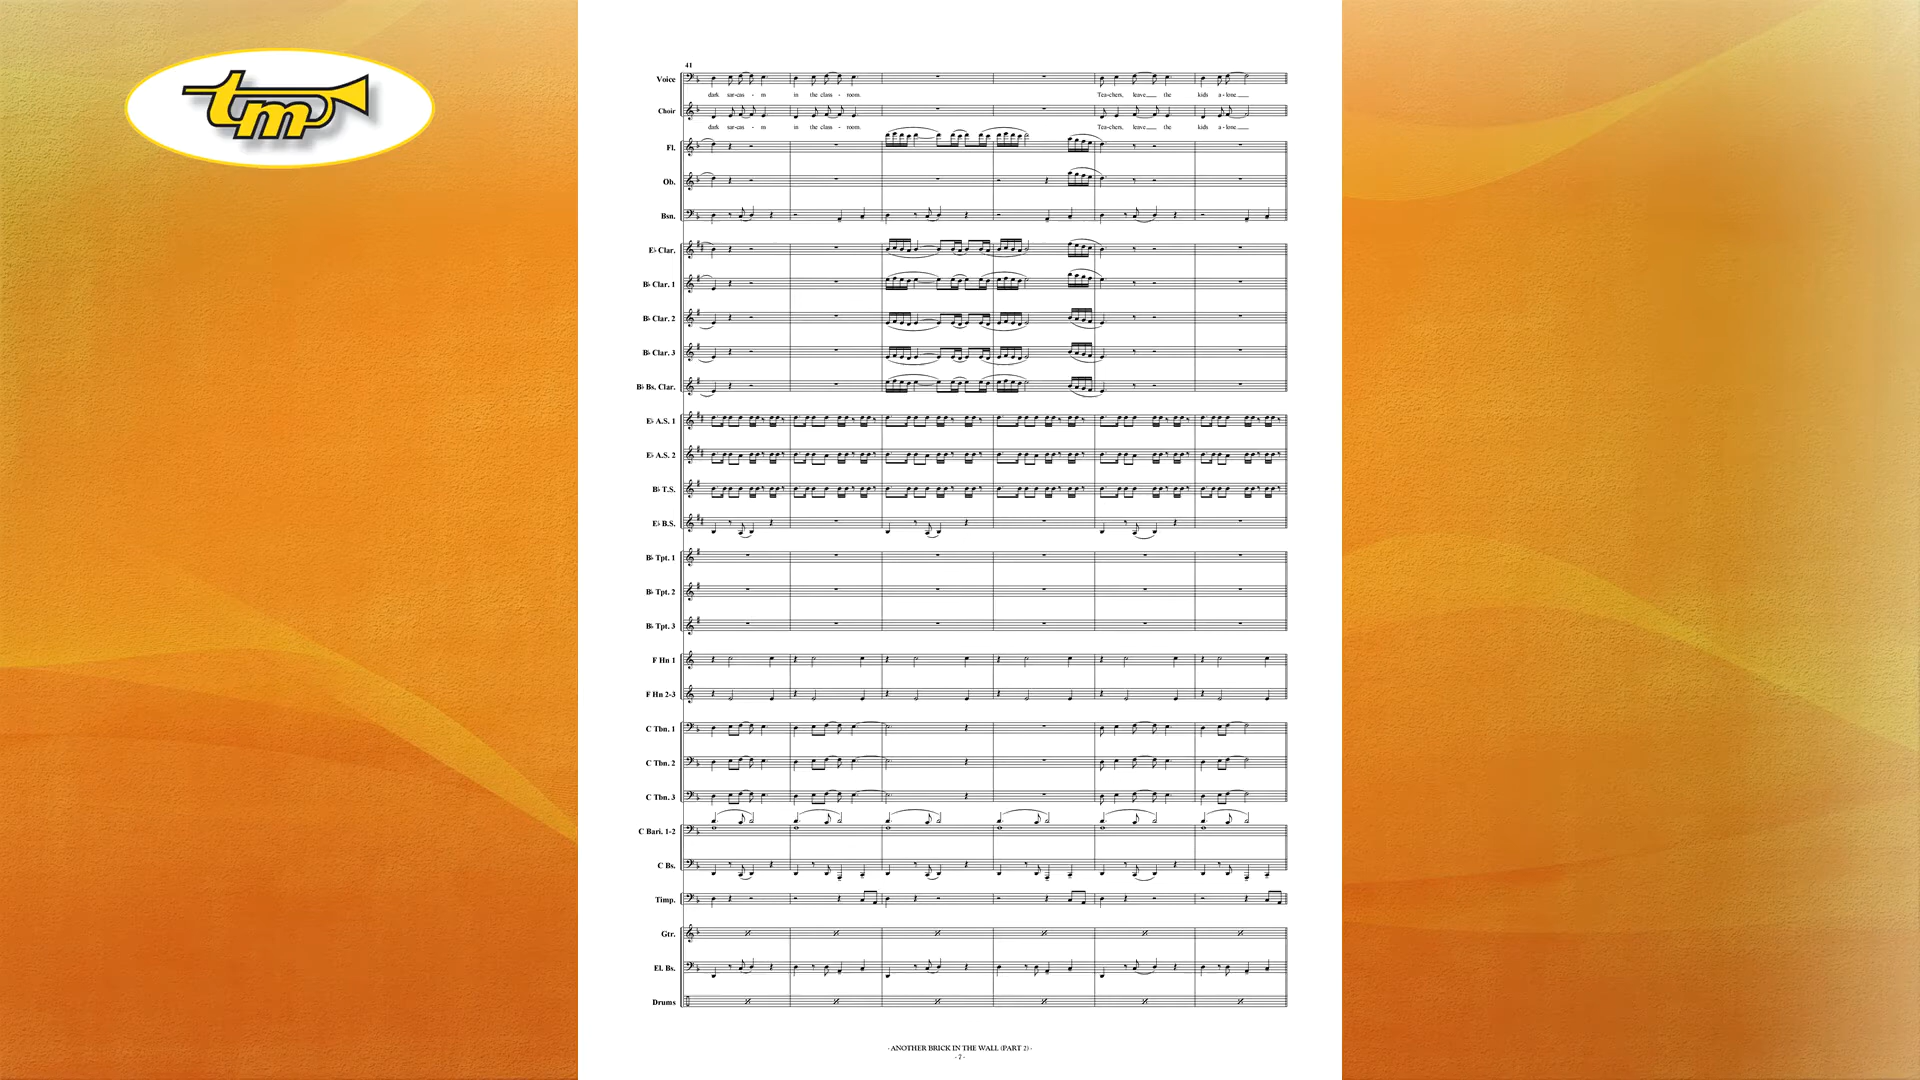 tm
41
Voice
dark sar-cas - m in the class - room. Tea-chers, leave the kids a-lone
Choir
dark sar-cas - m in the class - room. Tea-chers, leave the kids a-lone
Fl.
Ob.
Bsn.
E♭ Clar.
B♭ Clar. 1
B♭ Clar. 2
B♭ Clar. 3
B♭ Bs. Clar.
E♭ A.S. 1
E♭ A.S. 2
B♭ T.S.
E♭ B.S.
B♭ Tpt. 1
B♭ Tpt. 2
B♭ Tpt. 3
F Hn 1
F Hn 2-3
C Tbn. 1
C Tbn. 2
C Tbn. 3
C Bari. 1-2
C Bs.
Timp.
Gtr.
El. Bs.
Drums
- ANOTHER BRICK IN THE WALL (PART 2) -
- 7 -